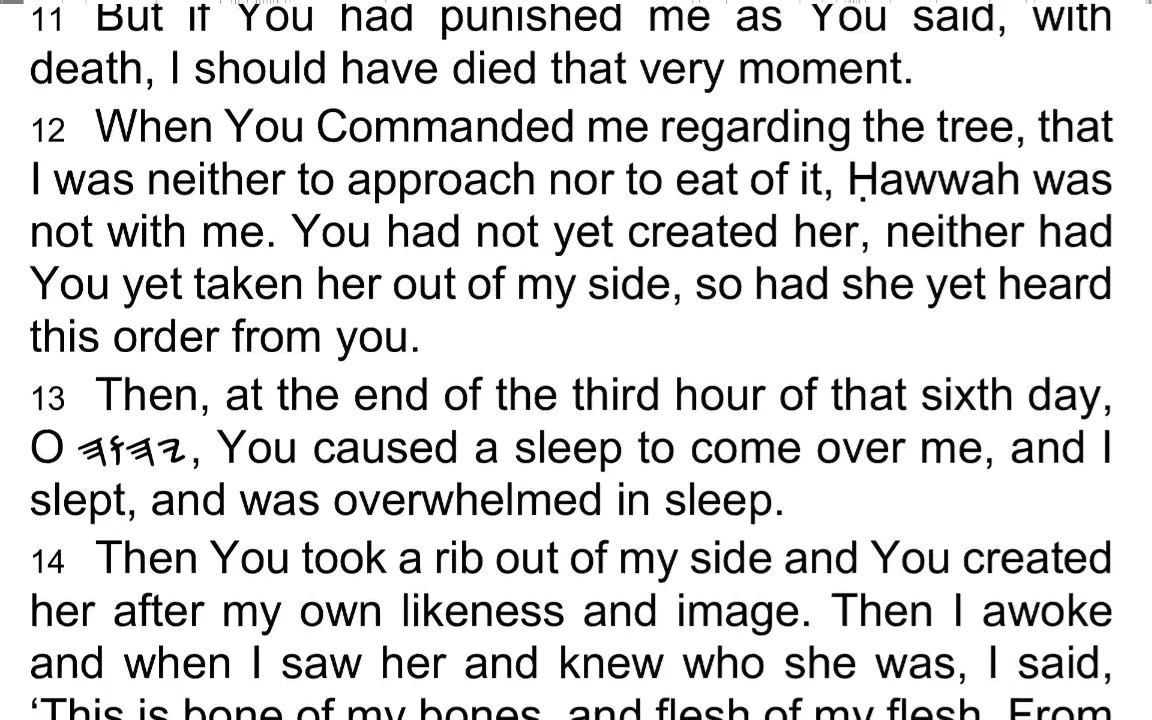 11 But if You had punished me as You said, with
death, I should have died that very moment.
12 When You Commanded me regarding the tree, that
I was neither to approach nor to eat of it, Ḥawwah was
not with me. You had not yet created her, neither had
You yet taken her out of my side, so had she yet heard
this order from you.
13 Then, at the end of the third hour of that sixth day,
O 𐤉𐤄𐤅𐤄, You caused a sleep to come over me, and I
slept, and was overwhelmed in sleep.
14 Then You took a rib out of my side and You created
her after my own likeness and image. Then I awoke
and when I saw her and knew who she was, I said,
‘This is bone of my bones, and flesh of my flesh. From